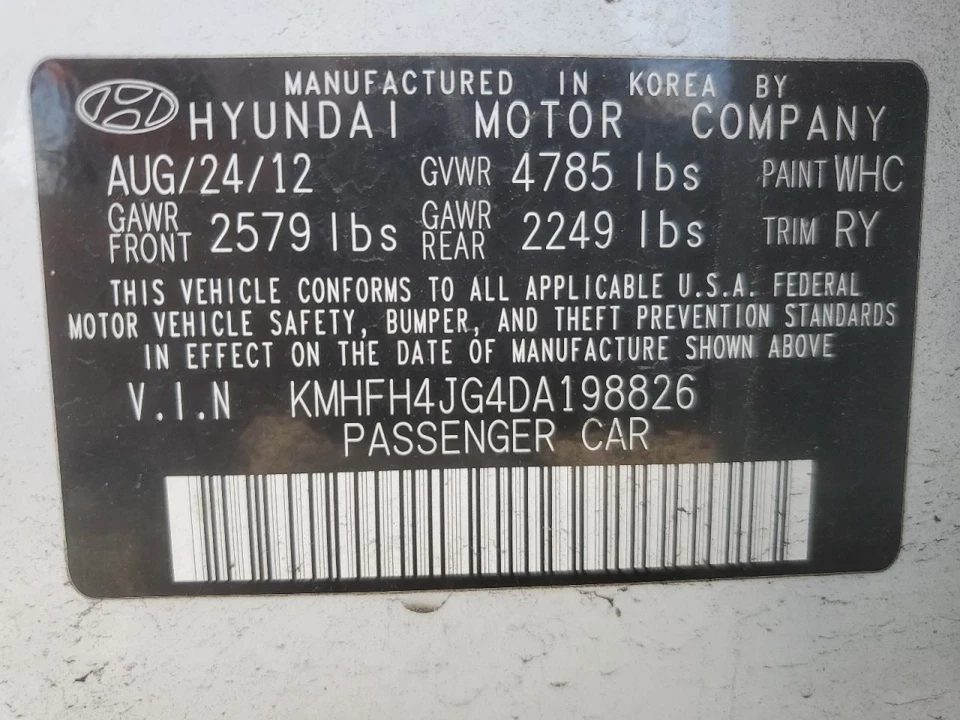 MANUFACTURED IN KOREA BY
HYUNDAI MOTOR COMPANY
AUG/24/12 GVWR 4785 lbs PAINT WHC
GAWR FRONT 2579 lbs GAWR REAR 2249 lbs TRIM RY
THIS VEHICLE CONFORMS TO ALL APPLICABLE U.S.A. FEDERAL
MOTOR VEHICLE SAFETY, BUMPER, AND THEFT PREVENTION STANDARDS
IN EFFECT ON THE DATE OF MANUFACTURE SHOWN ABOVE
V.I.N KMHFH4JG4DA198826
PASSENGER CAR